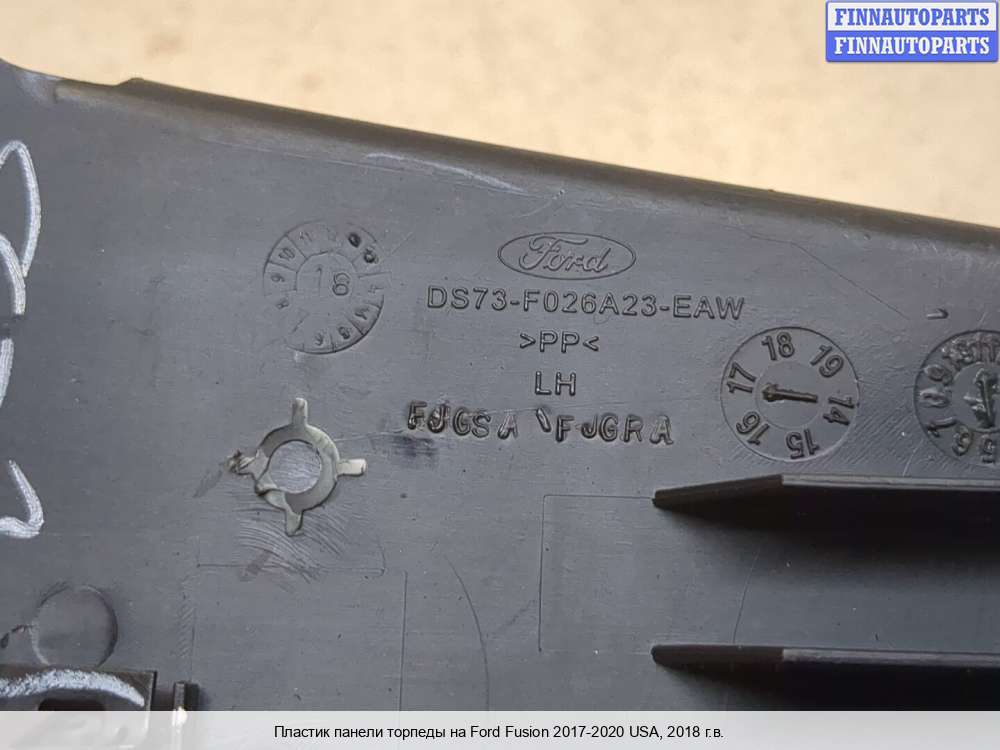 FINNAUTOPARTS
FINNAUTOPARTS
Ford
DS73-F026A23-EAW
>PP<
LH
FJGSA FJGRA
18
14 15 16 17 18 19
Пластик панели торпеды на Ford Fusion 2017-2020 USA, 2018 г.в.